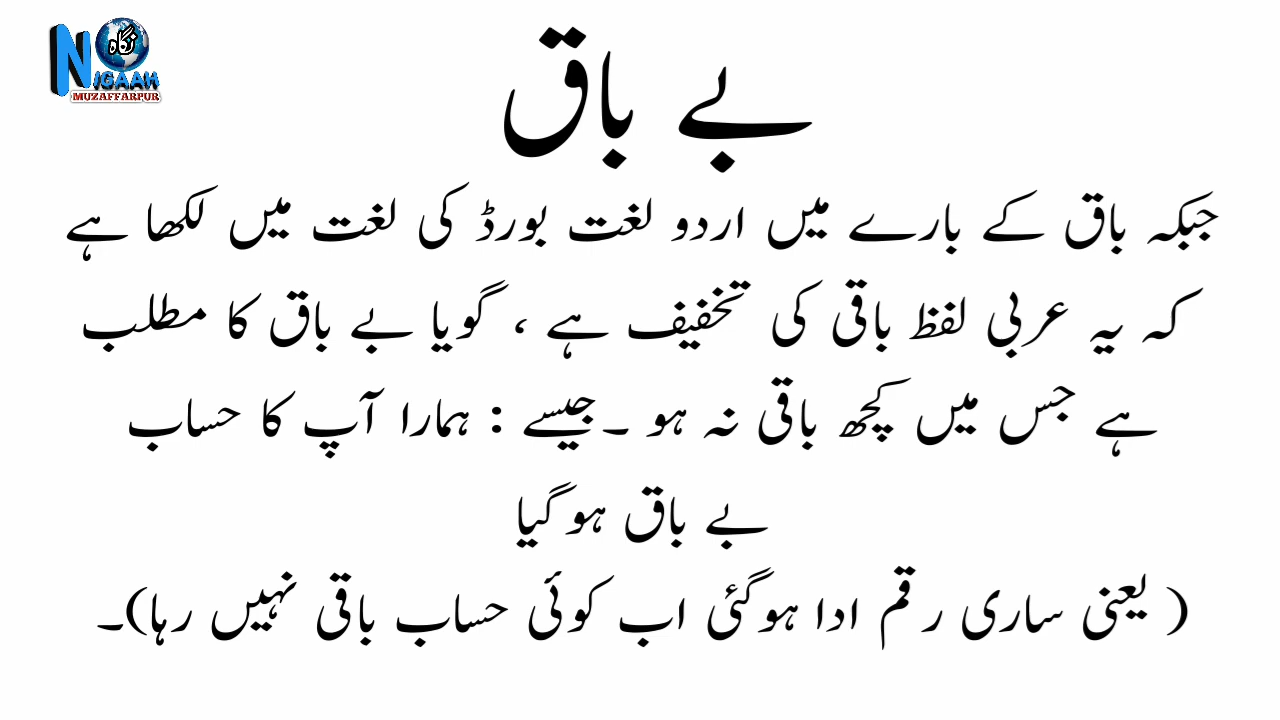 نگاہ
NIGAAH
MUZAFFARPUR
بے باق
جبکہ باق کے بارے میں اردو لغت بورڈ کی لغت میں لکھا ہے
کہ یہ عربی لفظ باقی کی تخفیف ہے ، گویا بے باق کا مطلب
ہے جس میں کچھ باقی نہ ہو ۔جیسے : ہمارا آپ کا حساب
بے باق ہوگیا
( یعنی ساری رقم ادا ہوگئی اب کوئی حساب باقی نہیں رہا)۔